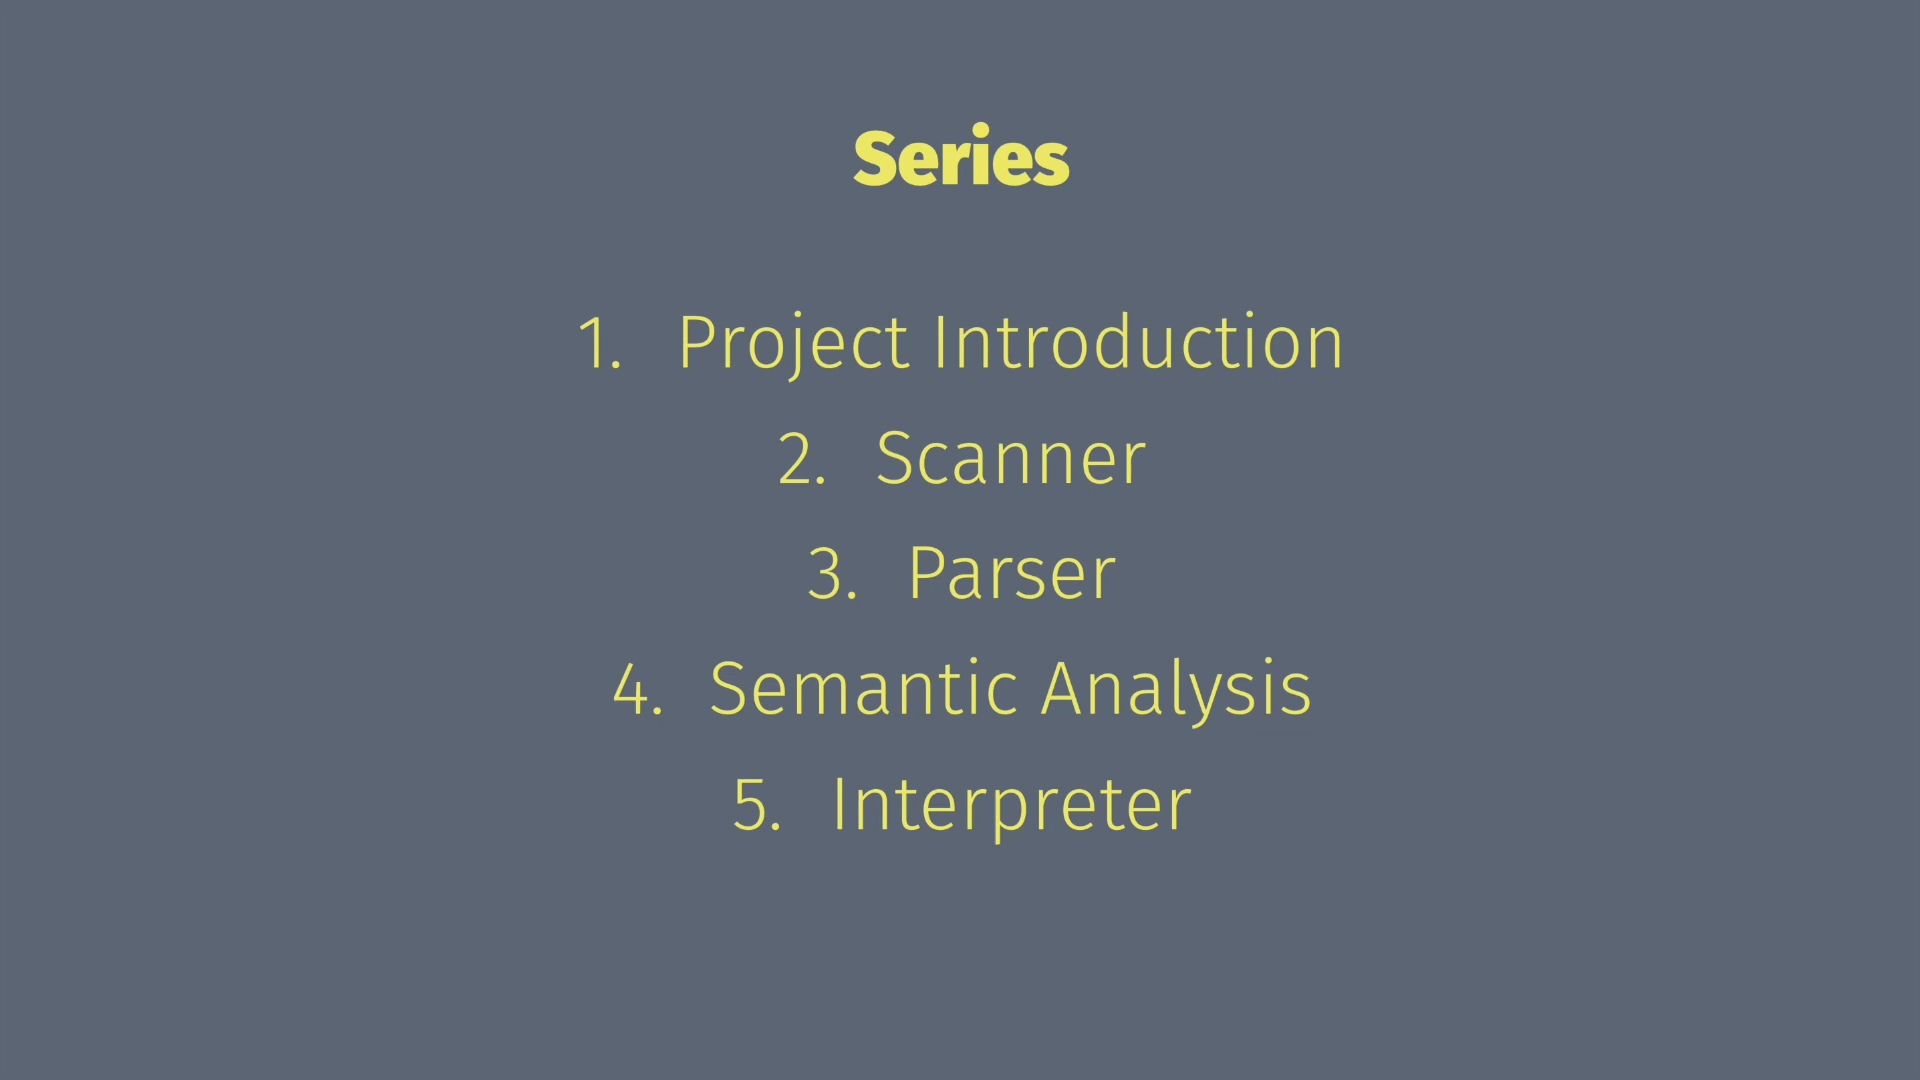 Series
1. Project Introduction
2. Scanner
3. Parser
4. Semantic Analysis
5. Interpreter